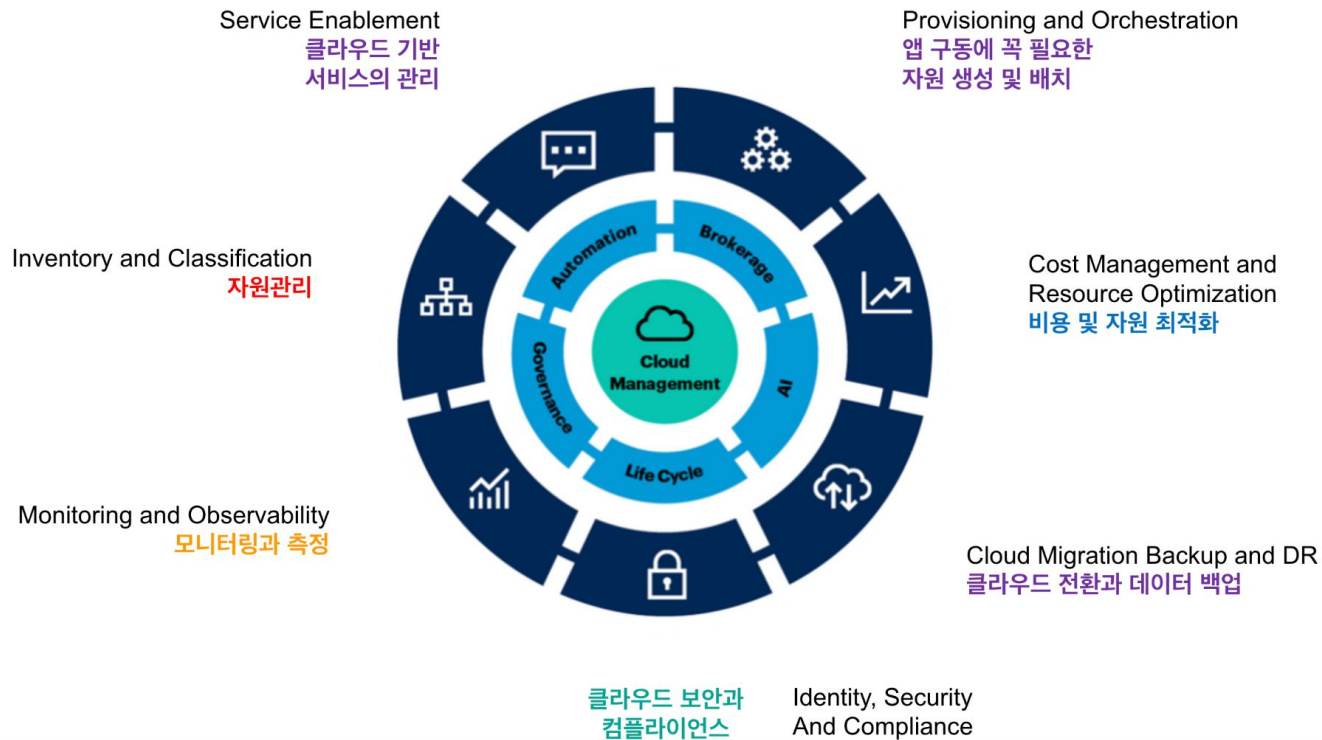 Service Enablement
클라우드 기반
서비스의 관리
Provisioning and Orchestration
앱 구동에 꼭 필요한
자원 생성 및 배치
Inventory and Classification
자원관리
Automation
Brokerage
Cost Management and
Resource Optimization
비용 및 자원 최적화
Cloud
Management
Governance
AI
Life Cycle
Monitoring and Observability
모니터링과 측정
Cloud Migration Backup and DR
클라우드 전환과 데이터 백업
클라우드 보안과
컴플라이언스
Identity, Security
And Compliance